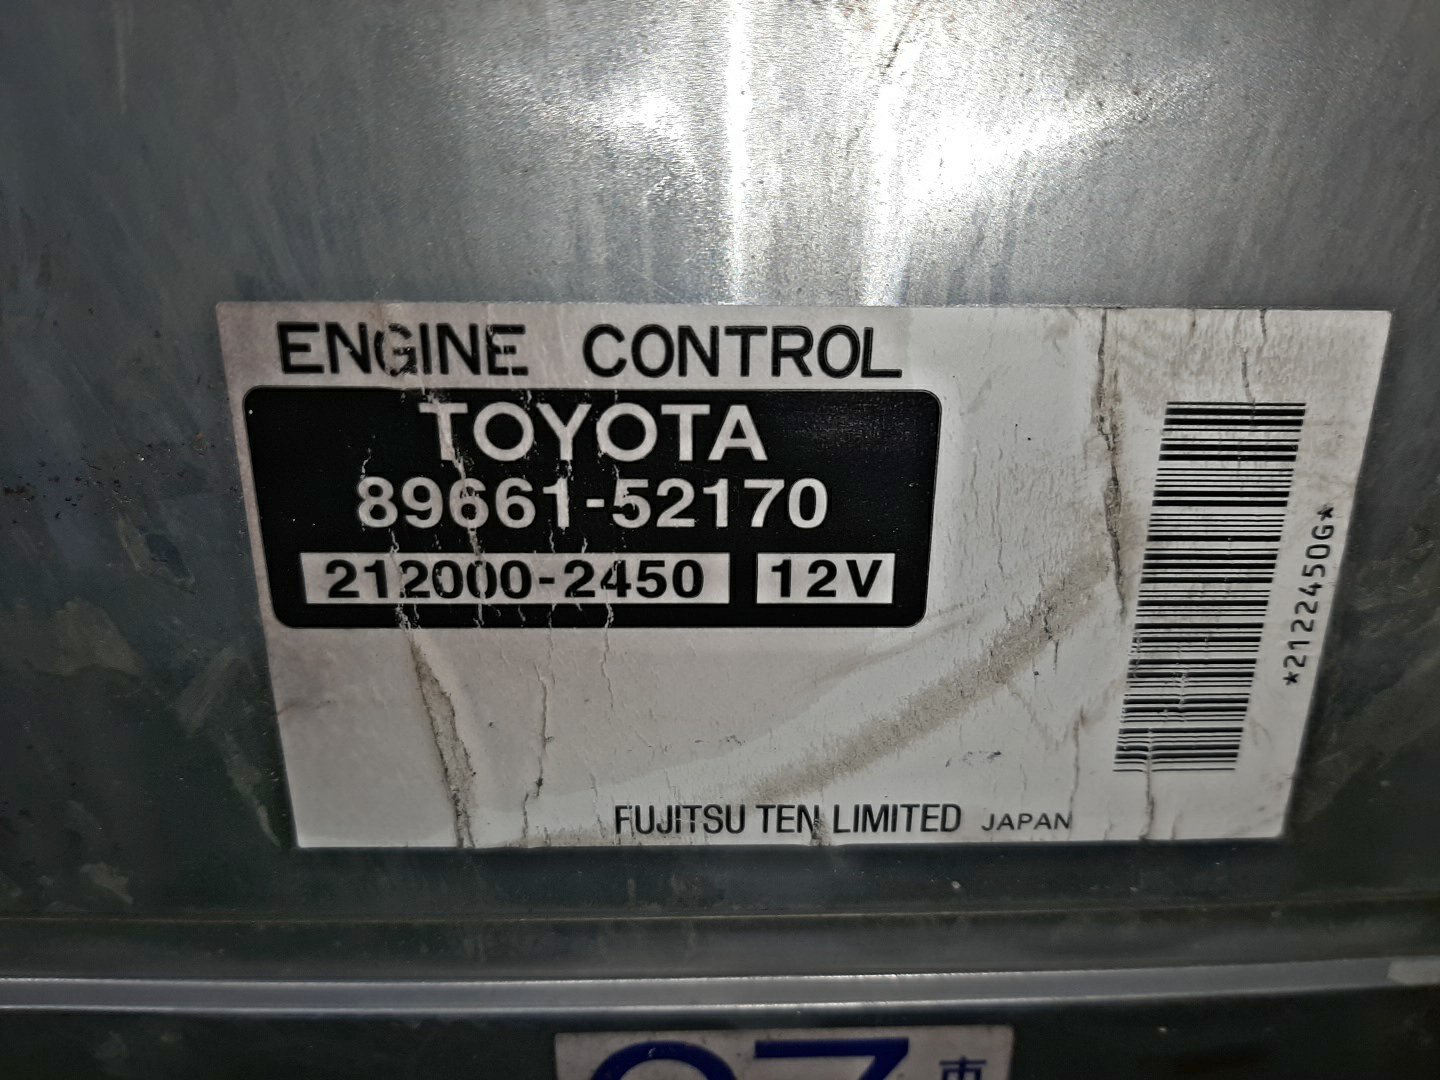 ENGINE CONTROL
TOYOTA
89661-52170
212000-2450 12V
*2122450G*
FUJITSU TEN LIMITED JAPAN